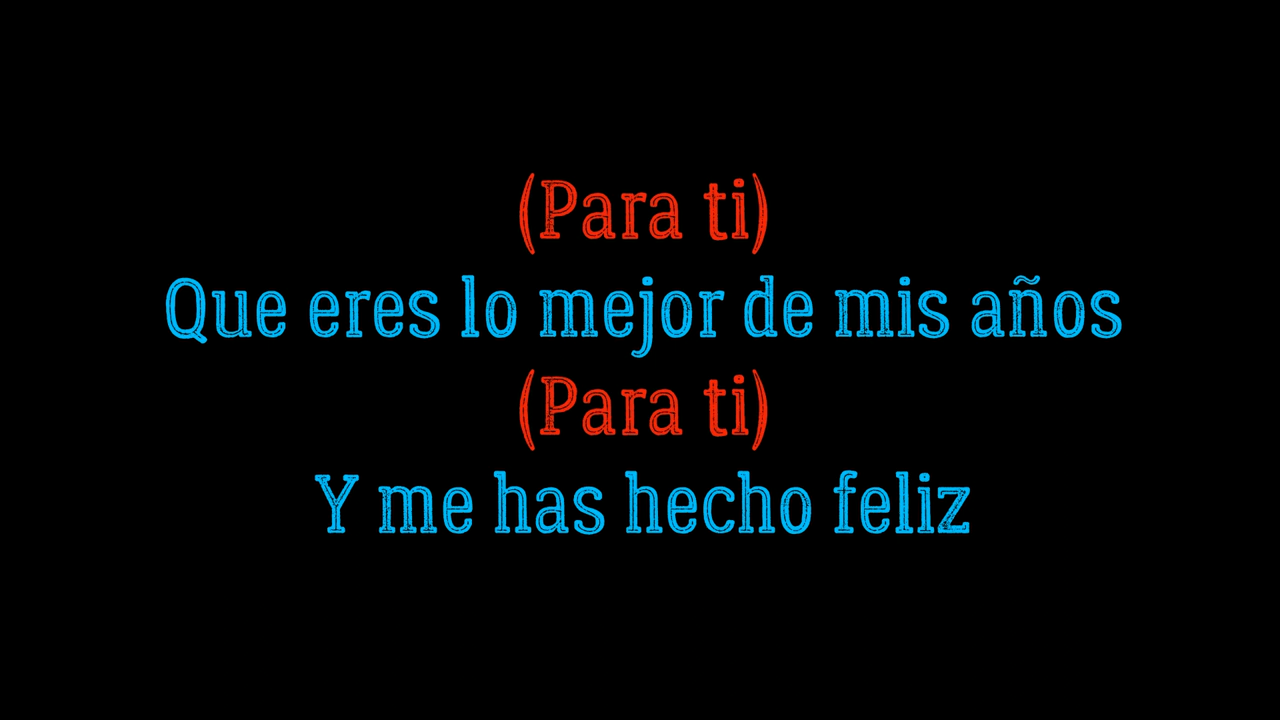 (Para ti)
Que eres lo mejor de mis años
(Para ti)
Y me has hecho feliz